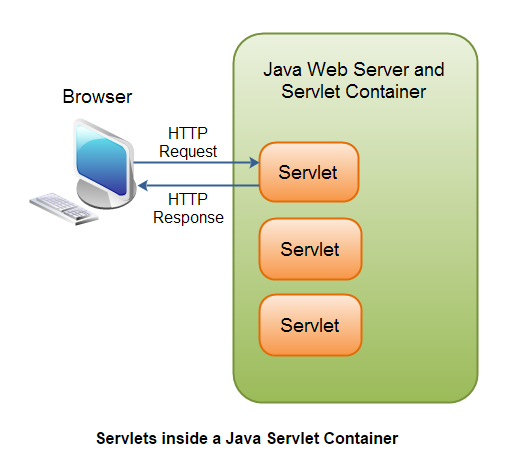 Java Web Server and
Servlet Container
Browser
HTTP
Request
Servlet
HTTP
Response
Servlet
Servlet
Servlets inside a Java Servlet Container